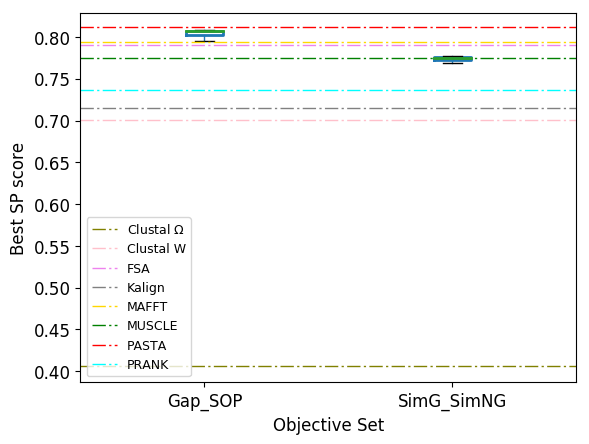 Best SP score
0.80
0.75
0.70
0.65
0.60
0.55
0.50
0.45
0.40
Clustal Ω
Clustal W
FSA
Kalign
MAFFT
MUSCLE
PASTA
PRANK
Gap_SOP SimG_SimNG
Objective Set